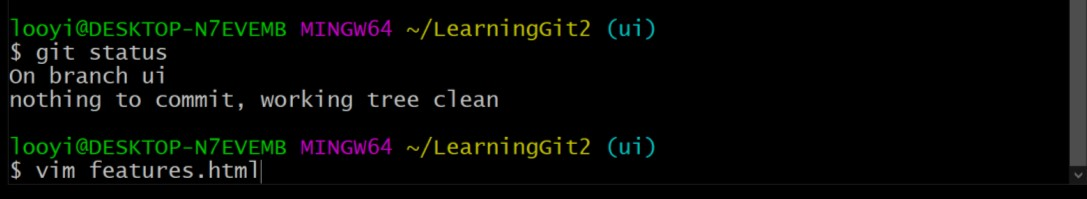 looyi@DESKTOP-N7EVEMB MINGW64 ~/LearningGit2 (ui)
$ git status
On branch ui
nothing to commit, working tree clean
looyi@DESKTOP-N7EVEMB MINGW64 ~/LearningGit2 (ui)
$ vim features.html